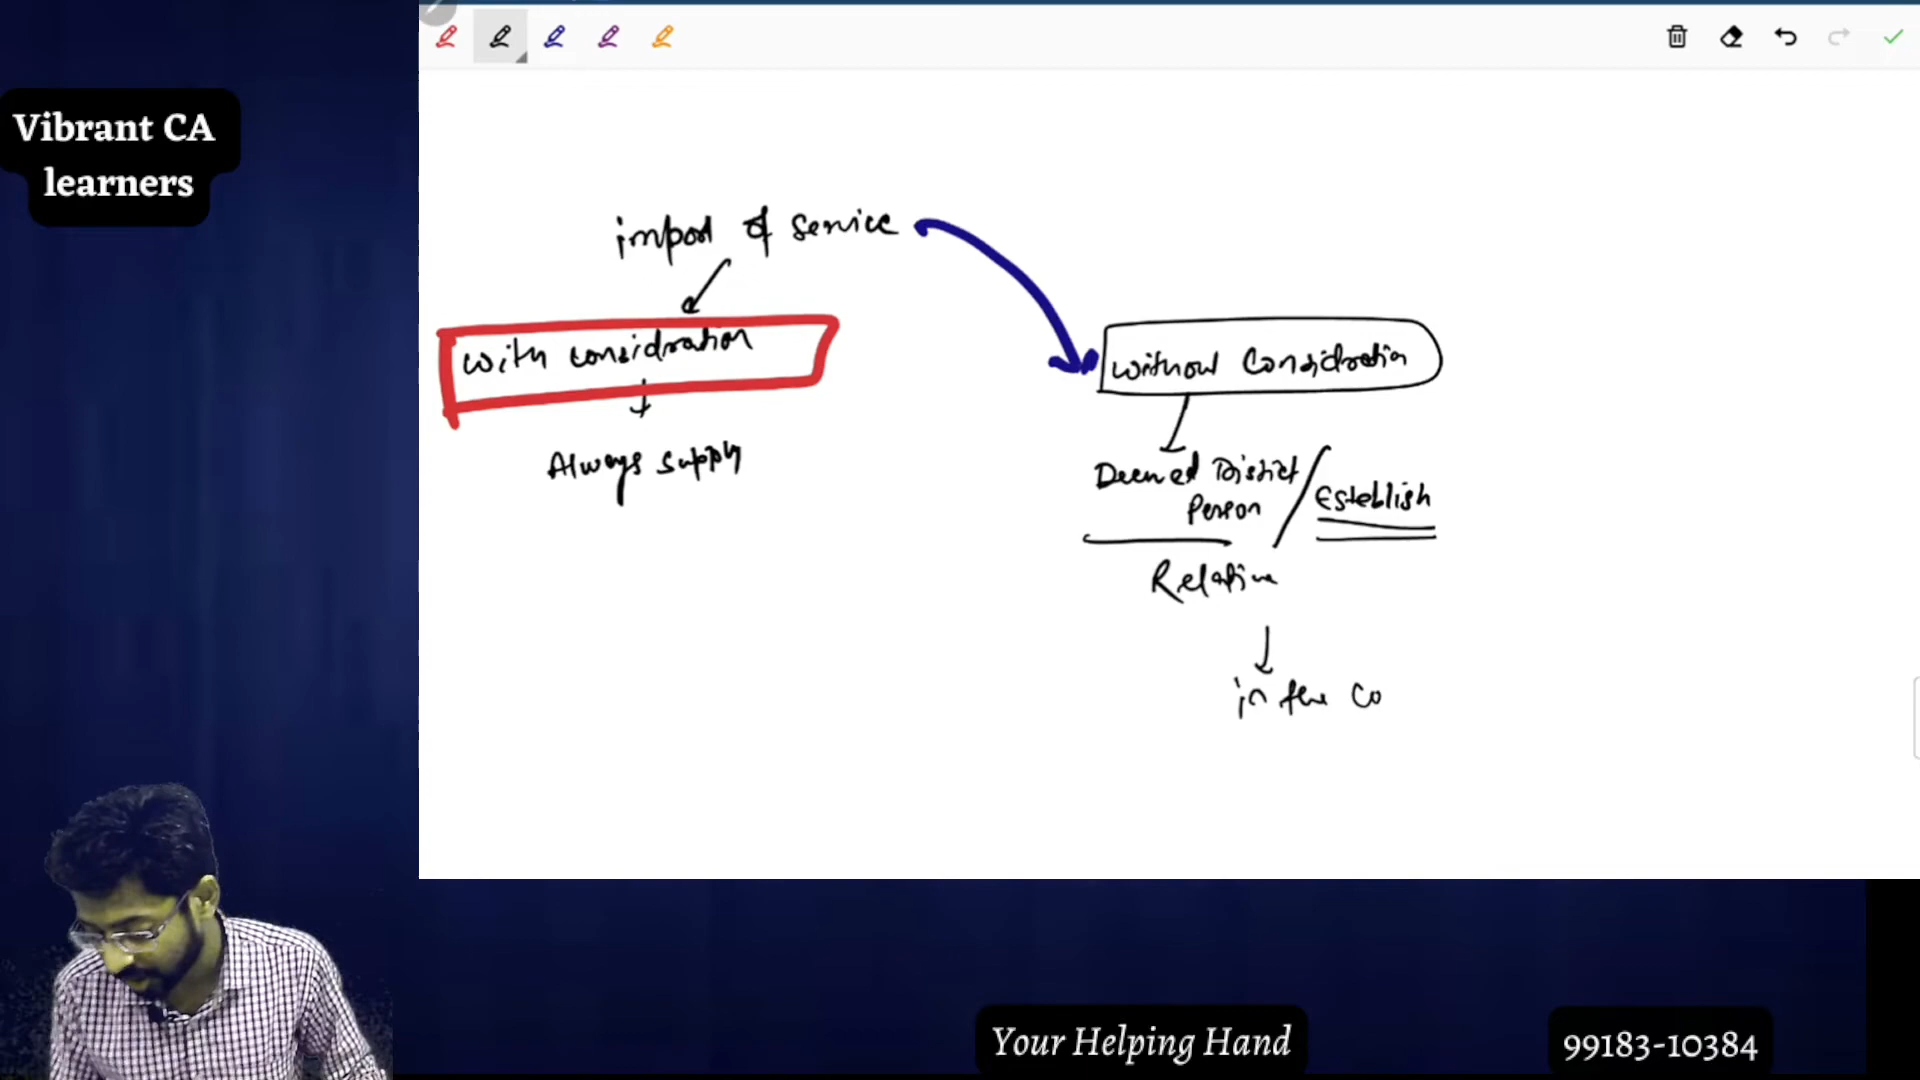 Vibrant CA
learners
import of service
with consideration
without Consideration
Always supply
Deemed District
Person
/ Establish
Relative
in the Co
Your Helping Hand
99183-10384